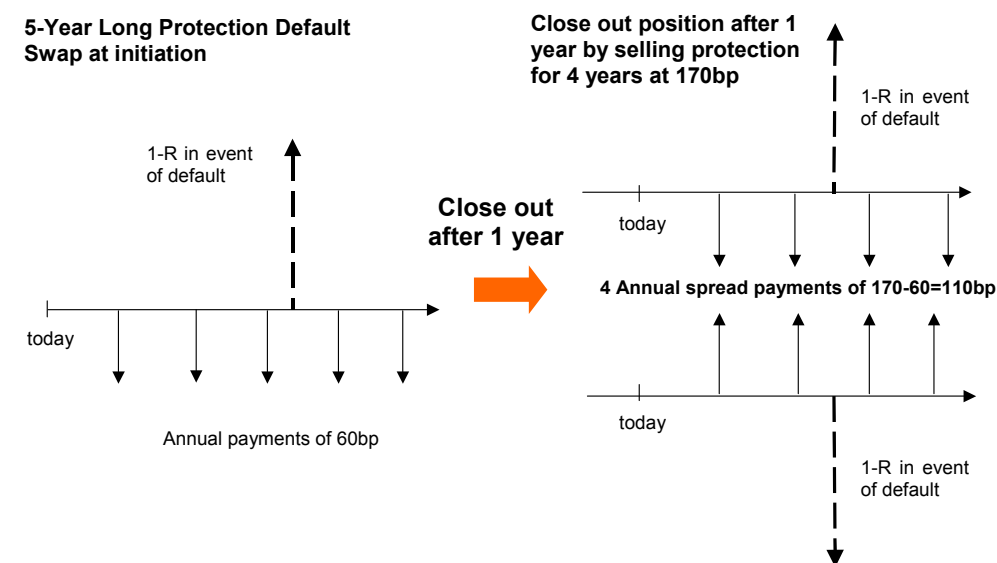 5-Year Long Protection Default
Swap at initiation
1-R in event
of default
today
Annual payments of 60bp
Close out
after 1 year
Close out position after 1
year by selling protection
for 4 years at 170bp
1-R in event
of default
today
4 Annual spread payments of 170-60=110bp
today
1-R in event
of default